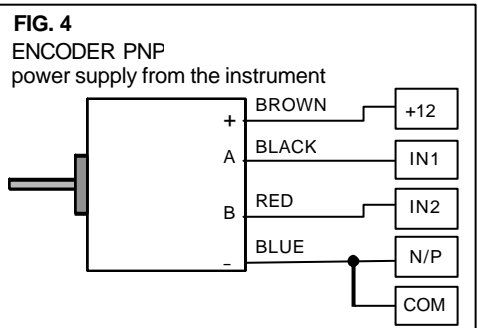 FIG. 4
ENCODER PNP
power supply from the instrument
BROWN
+12
+
BLACK
A
IN1
RED
B
IN2
BLUE
-
N/P
COM